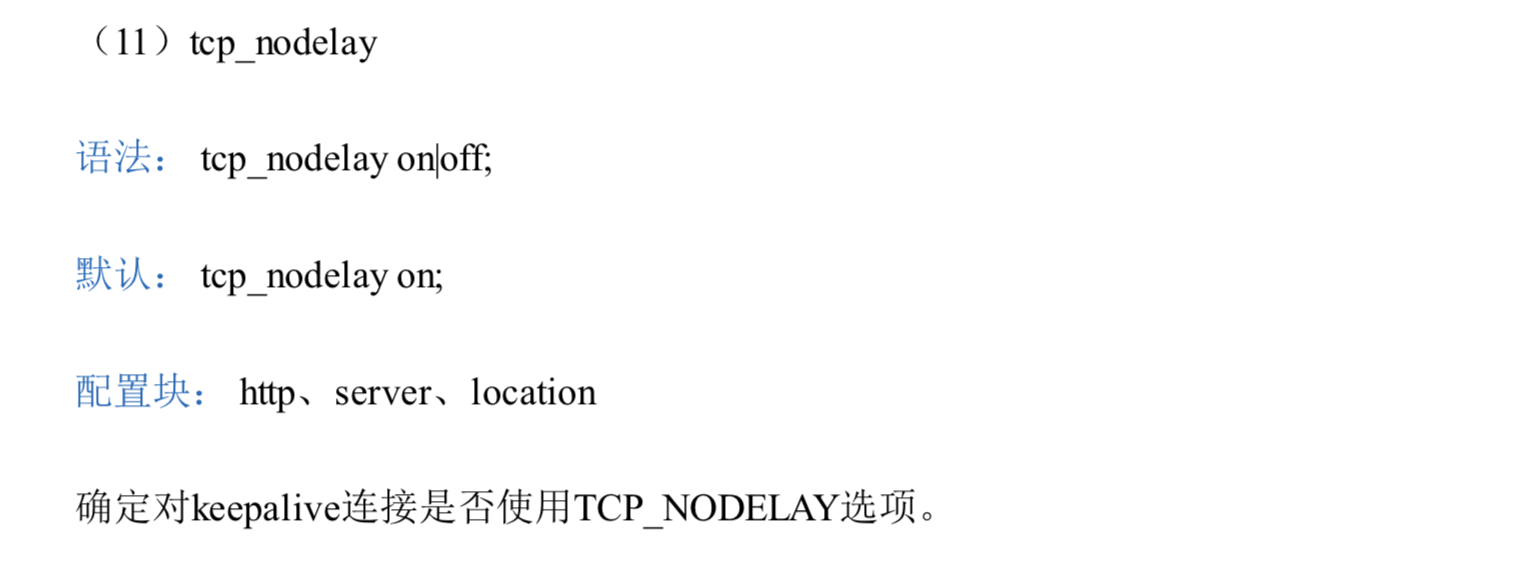 （11）tcp_nodelay
语法： tcp_nodelay on|off;
默认： tcp_nodelay on;
配置块： http、server、location
确定对keepalive连接是否使用TCP_NODELAY选项。